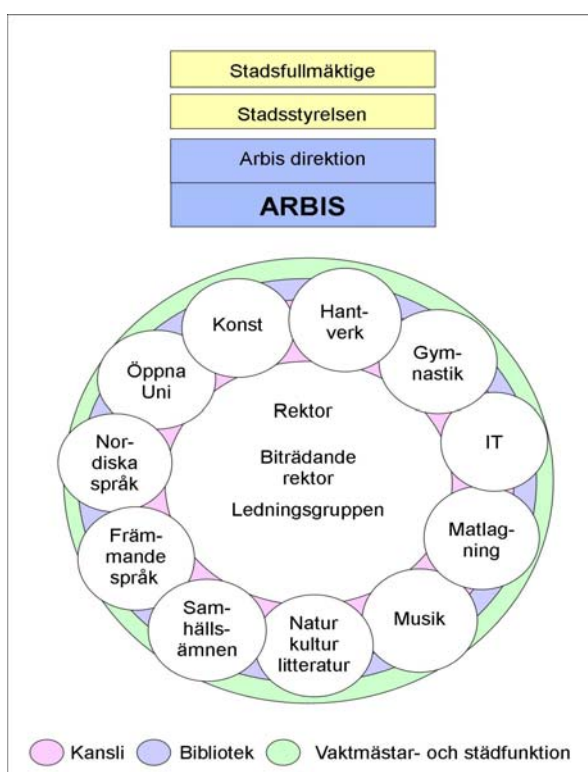 Stadsfullmäktige
Stadsstyrelsen
Arbis direktion
ARBIS
Konst
Hant-
verk
Gym-
nastik
Öppna
Uni
IT
Nor-
diska
språk
Rektor
Biträdande
rektor
Ledningsgruppen
Matlag-
ning
Främ-
mande
språk
Sam-
hälls-
ämnen
Natur
kultur
litteratur
Musik
Kansli
Bibliotek
Vaktmästar- och städfunktion